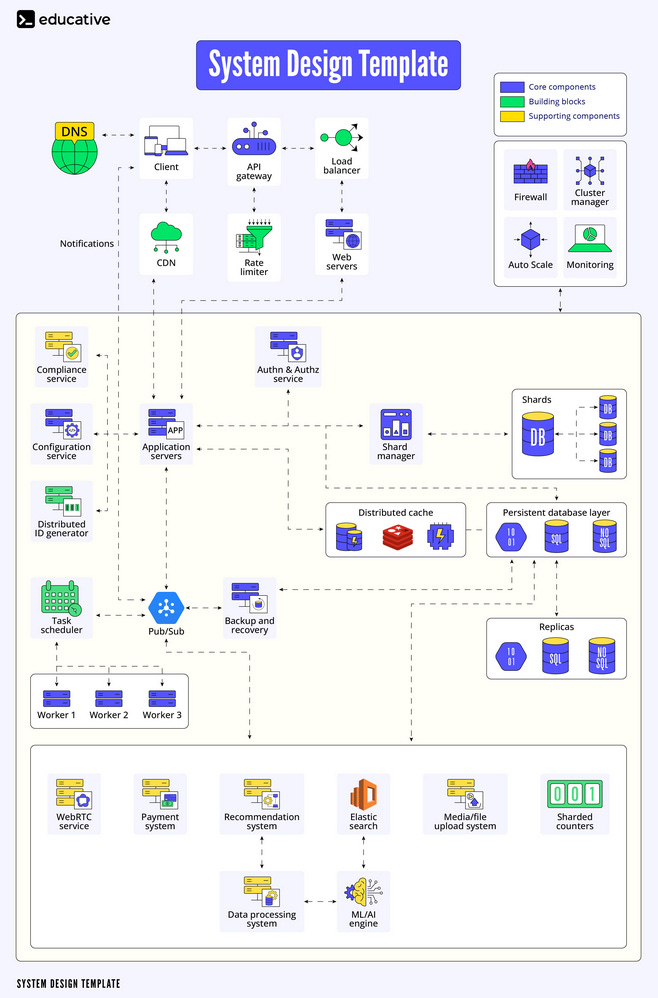 educative
System Design Template
Core components
Building blocks
Supporting components
DNS
Client
API
gateway
Load
balancer
Firewall
Cluster
manager
Notifications
CDN
Rate
limiter
Web
servers
Auto Scale
Monitoring
Compliance
service
Authn & Authz
service
Configuration
service
APP
Application
servers
Shard
manager
Shards
DB
DB
DB
DB
Distributed
ID generator
Distributed cache
Persistent database layer
10
01
SQL
NO
SQL
Task
scheduler
Pub/Sub
Backup and
recovery
Replicas
10
01
SQL
NO
SQL
Worker 1
Worker 2
Worker 3
WebRTC
service
Payment
system
Recommendation
system
Elastic
search
Media/file
upload system
001
Sharded
counters
Data processing
system
ML/AI
engine
SYSTEM DESIGN TEMPLATE